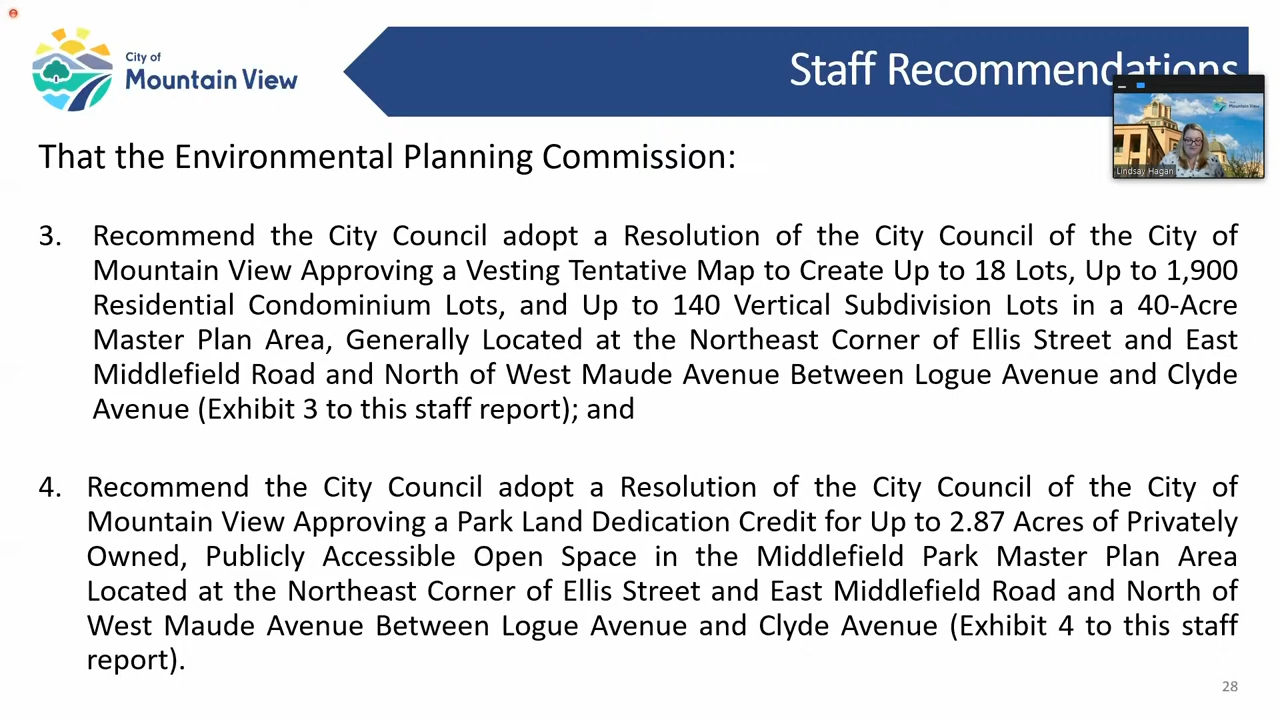 City of
Mountain View
Staff Recommendations
Mountain View
Lindsay Hagan
That the Environmental Planning Commission:
3. Recommend the City Council adopt a Resolution of the City Council of the City of
Mountain View Approving a Vesting Tentative Map to Create Up to 18 Lots, Up to 1,900
Residential Condominium Lots, and Up to 140 Vertical Subdivision Lots in a 40-Acre
Master Plan Area, Generally Located at the Northeast Corner of Ellis Street and East
Middlefield Road and North of West Maude Avenue Between Logue Avenue and Clyde
Avenue (Exhibit 3 to this staff report); and
4. Recommend the City Council adopt a Resolution of the City Council of the City of
Mountain View Approving a Park Land Dedication Credit for Up to 2.87 Acres of Privately
Owned, Publicly Accessible Open Space in the Middlefield Park Master Plan Area
Located at the Northeast Corner of Ellis Street and East Middlefield Road and North of
West Maude Avenue Between Logue Avenue and Clyde Avenue (Exhibit 4 to this staff
report).
28